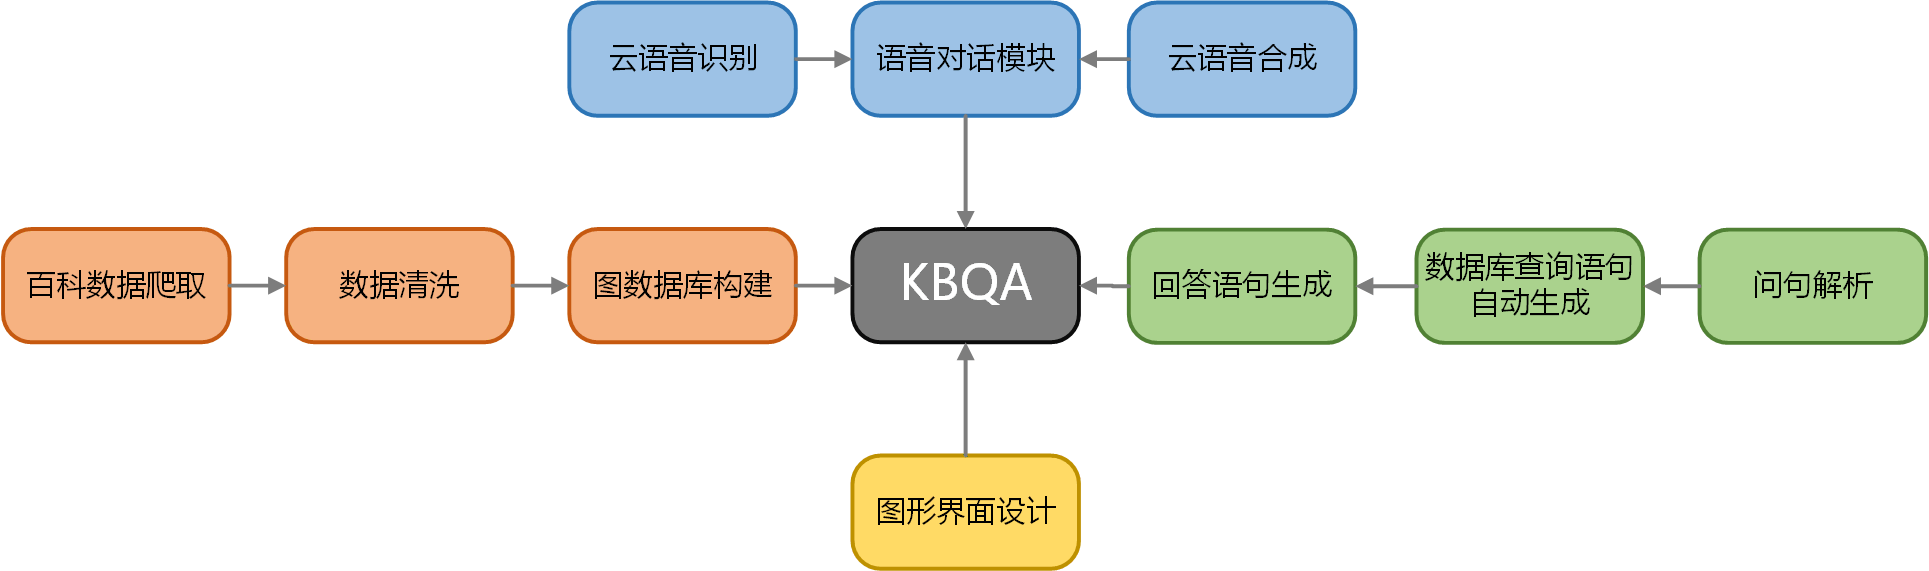 云语音识别
语音对话模块
云语音合成
百科数据爬取
数据清洗
图数据库构建
KBQA
回答语句生成
数据库查询语句
自动生成
问句解析
图形界面设计